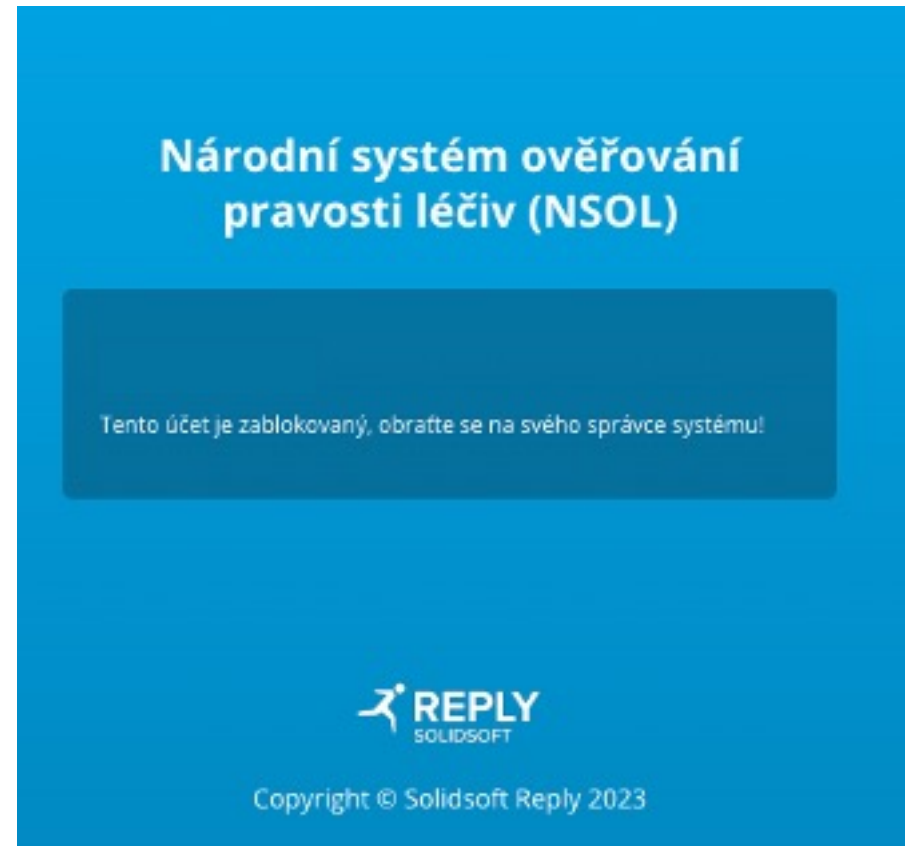 Národní systém ověřování
pravosti léčiv (NSOL)
Tento účet je zablokovaný, obraťte se na svého správce systému!
REPLY
SOLIDSOFT
Copyright © Solidsoft Reply 2023